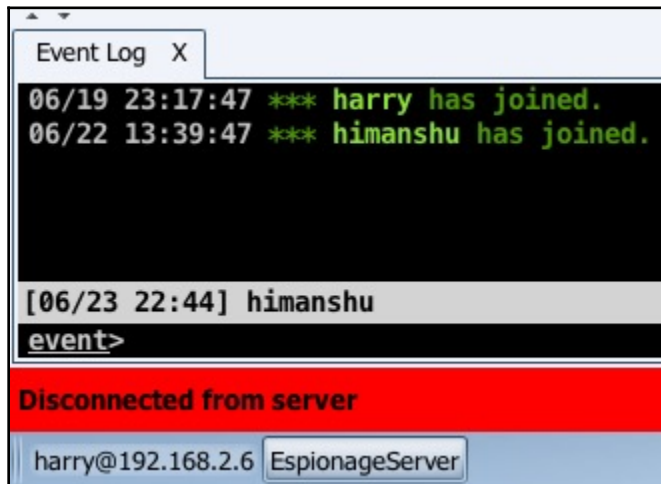 Event Log X
06/19 23:17:47 *** harry has joined.
06/22 13:39:47 *** himanshu has joined.
[06/23 22:44] himanshu
event>
Disconnected from server
harry@192.168.2.6 EspionageServer